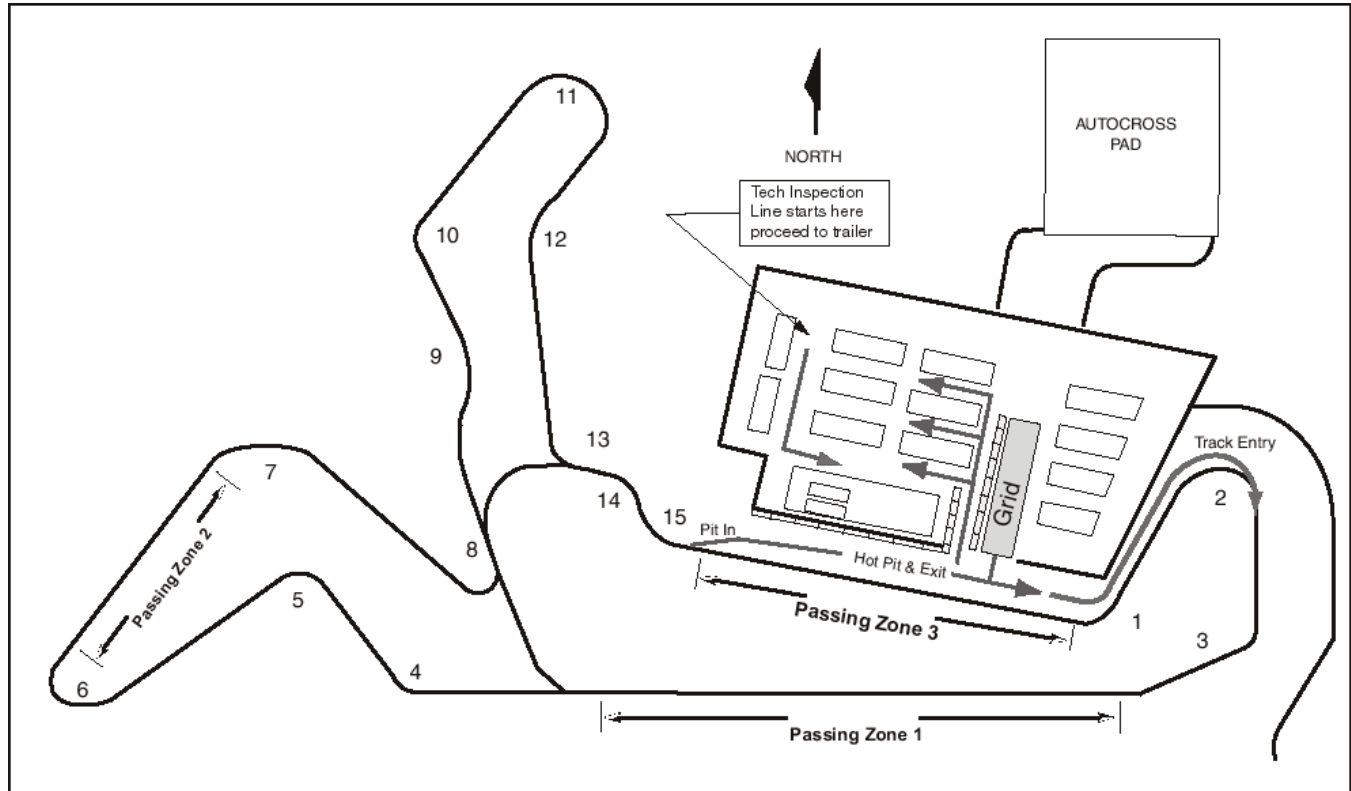 11
AUTOCROSS
PAD
NORTH
Tech Inspection
Line starts here
proceed to trailer
10
12
9
13
7
Track Entry
2
14
Grid
15
Pit In
8
Hot Pit & Exit
Passing Zone 2
5
Passing Zone 3
1
3
4
6
Passing Zone 1